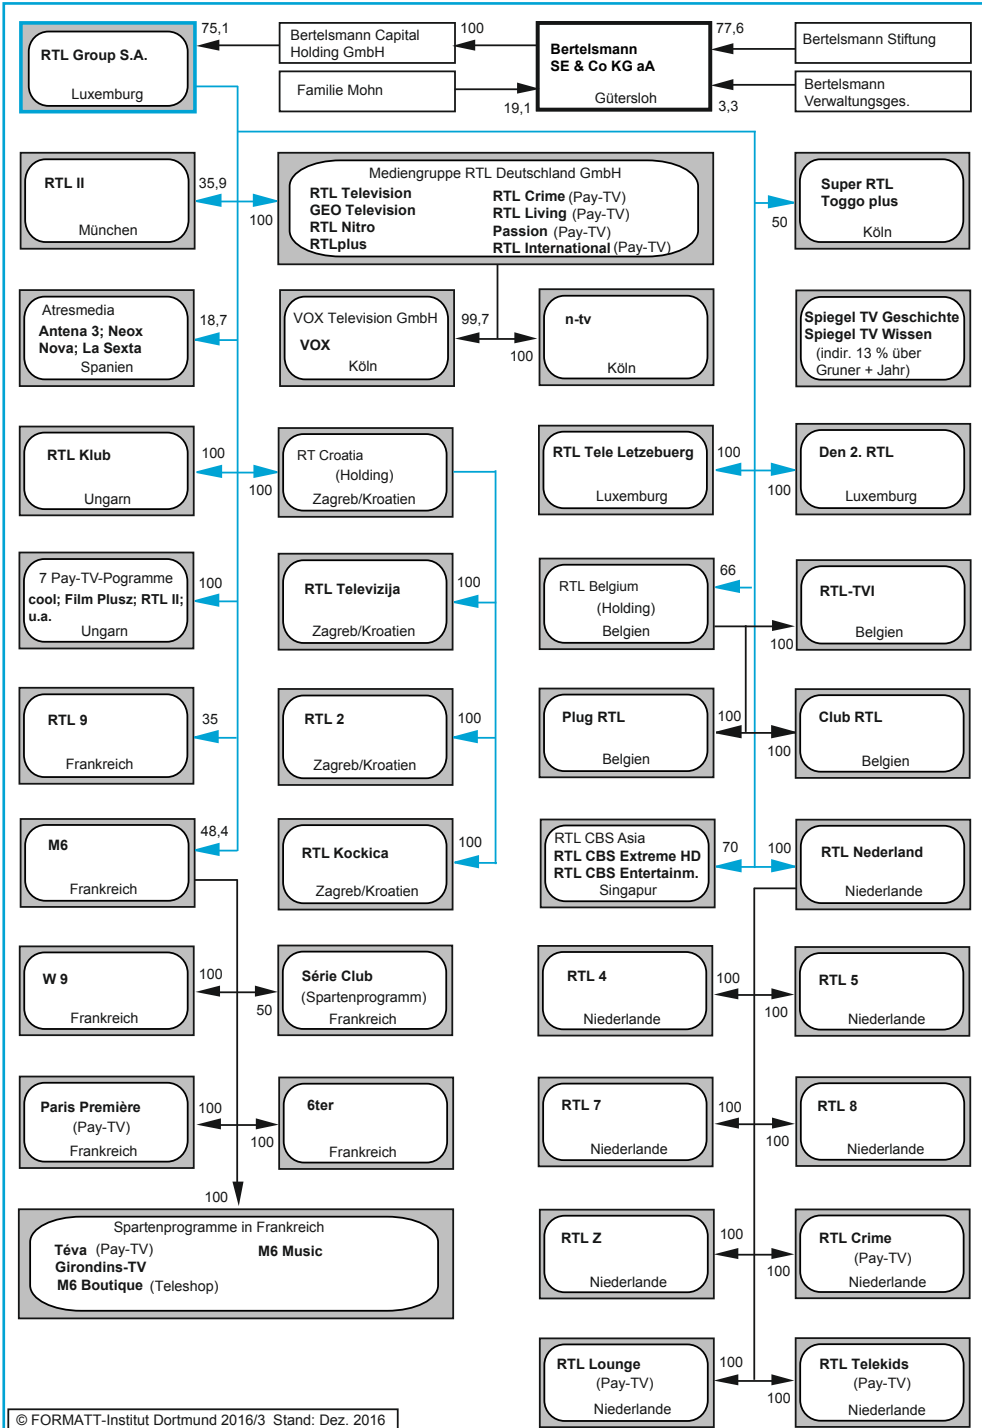 RTL Group S.A.
Luxemburg
75,1
Bertelsmann Capital
Holding GmbH
100
Bertelsmann
SE & Co KG aA
Gütersloh
77,6
Bertelsmann Stiftung
Familie Mohn
19,1
3,3
Bertelsmann
Verwaltungsges.
RTL II
München
35,9
100
Mediengruppe RTL Deutschland GmbH
RTL Television
GEO Television
RTL Nitro
RTLplus
RTL Crime (Pay-TV)
RTL Living (Pay-TV)
Passion (Pay-TV)
RTL International (Pay-TV)
50
Super RTL
Toggo plus
Köln
Atresmedia
Antena 3; Neox
Nova; La Sexta
Spanien
18,7
VOX Television GmbH
VOX
Köln
99,7
100
n-tv
Köln
Spiegel TV Geschichte
Spiegel TV Wissen
(indir. 13 % über
Gruner + Jahr)
RTL Klub
Ungarn
100
100
RT Croatia
(Holding)
Zagreb/Kroatien
RTL Tele Letzebuerg
Luxemburg
100
100
Den 2. RTL
Luxemburg
7 Pay-TV-Pogramme
cool; Film Plusz; RTL II;
u.a.
Ungarn
100
RTL Televizija
Zagreb/Kroatien
100
RTL Belgium
(Holding)
Belgien
66
100
RTL-TVI
Belgien
RTL 9
Frankreich
35
RTL 2
Zagreb/Kroatien
100
Plug RTL
Belgien
100
100
Club RTL
Belgien
M6
Frankreich
48,4
RTL Kockica
Zagreb/Kroatien
100
RTL CBS Asia
RTL CBS Extreme HD
RTL CBS Entertainm.
Singapur
70
100
RTL Nederland
Niederlande
W 9
Frankreich
100
50
Série Club
(Spartenprogramm)
Frankreich
RTL 4
Niederlande
100
100
RTL 5
Niederlande
Paris Première
(Pay-TV)
Frankreich
100
100
6ter
Frankreich
RTL 7
Niederlande
100
100
RTL 8
Niederlande
100
Spartenprogramme in Frankreich
Téva (Pay-TV)
Girondins-TV
M6 Boutique (Teleshop)
M6 Music
RTL Z
Niederlande
100
100
RTL Crime
(Pay-TV)
Niederlande
RTL Lounge
(Pay-TV)
Niederlande
100
100
RTL Telekids
(Pay-TV)
Niederlande
© FORMATT-Institut Dortmund 2016/3 Stand: Dez. 2016